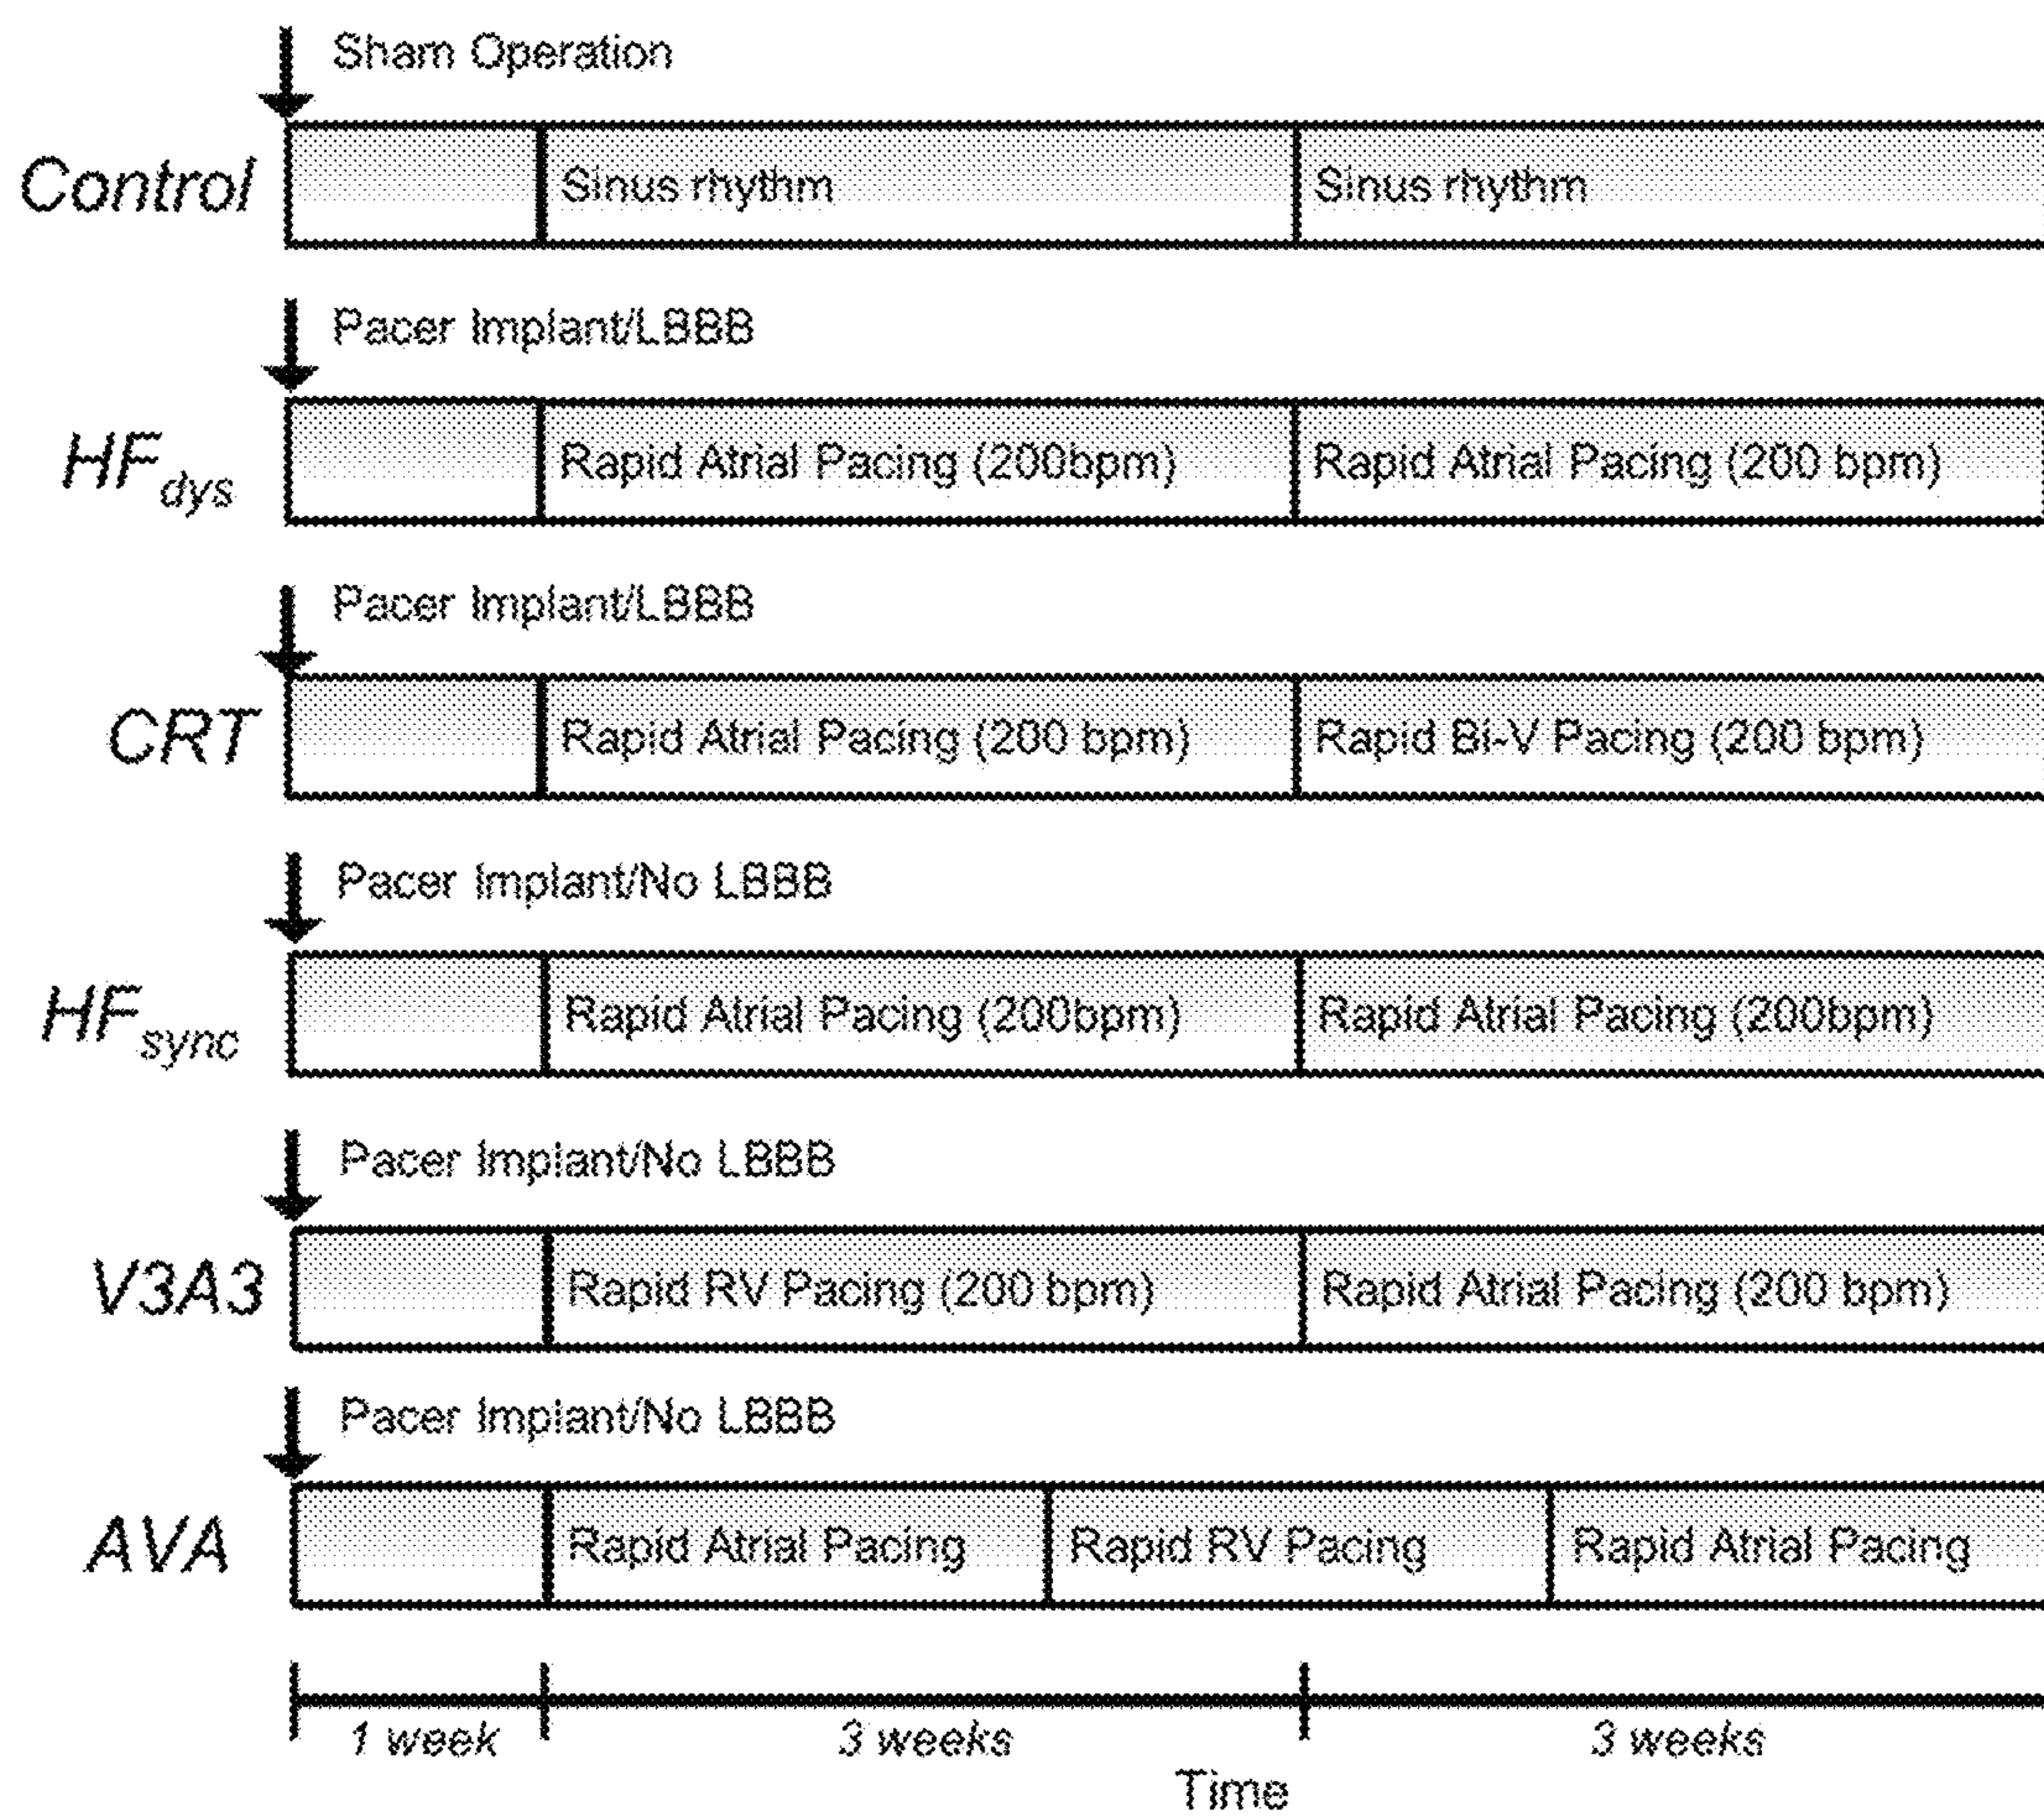 Sham Operation
Control
Sinus rhythm
Sinus rhythm
Pacer Implant/LBBB
HFdys
Rapid Atrial Pacing (200bpm)
Rapid Atrial Pacing (200 bpm)
Pacer Implant/LBBB
CRT
Rapid Atrial Pacing (200 bpm)
Rapid Bi-V Pacing (200 bpm)
Pacer Implant/No LBBB
HFsync
Rapid Atrial Pacing (200bpm)
Rapid Atrial Pacing (200bpm)
Pacer Implant/No LBBB
V3A3
Rapid RV Pacing (200 bpm)
Rapid Atrial Pacing (200 bpm)
Pacer Implant/No LBBB
AVA
Rapid Atrial Pacing
Rapid RV Pacing
Rapid Atrial Pacing
1 week
3 weeks
3 weeks
Time